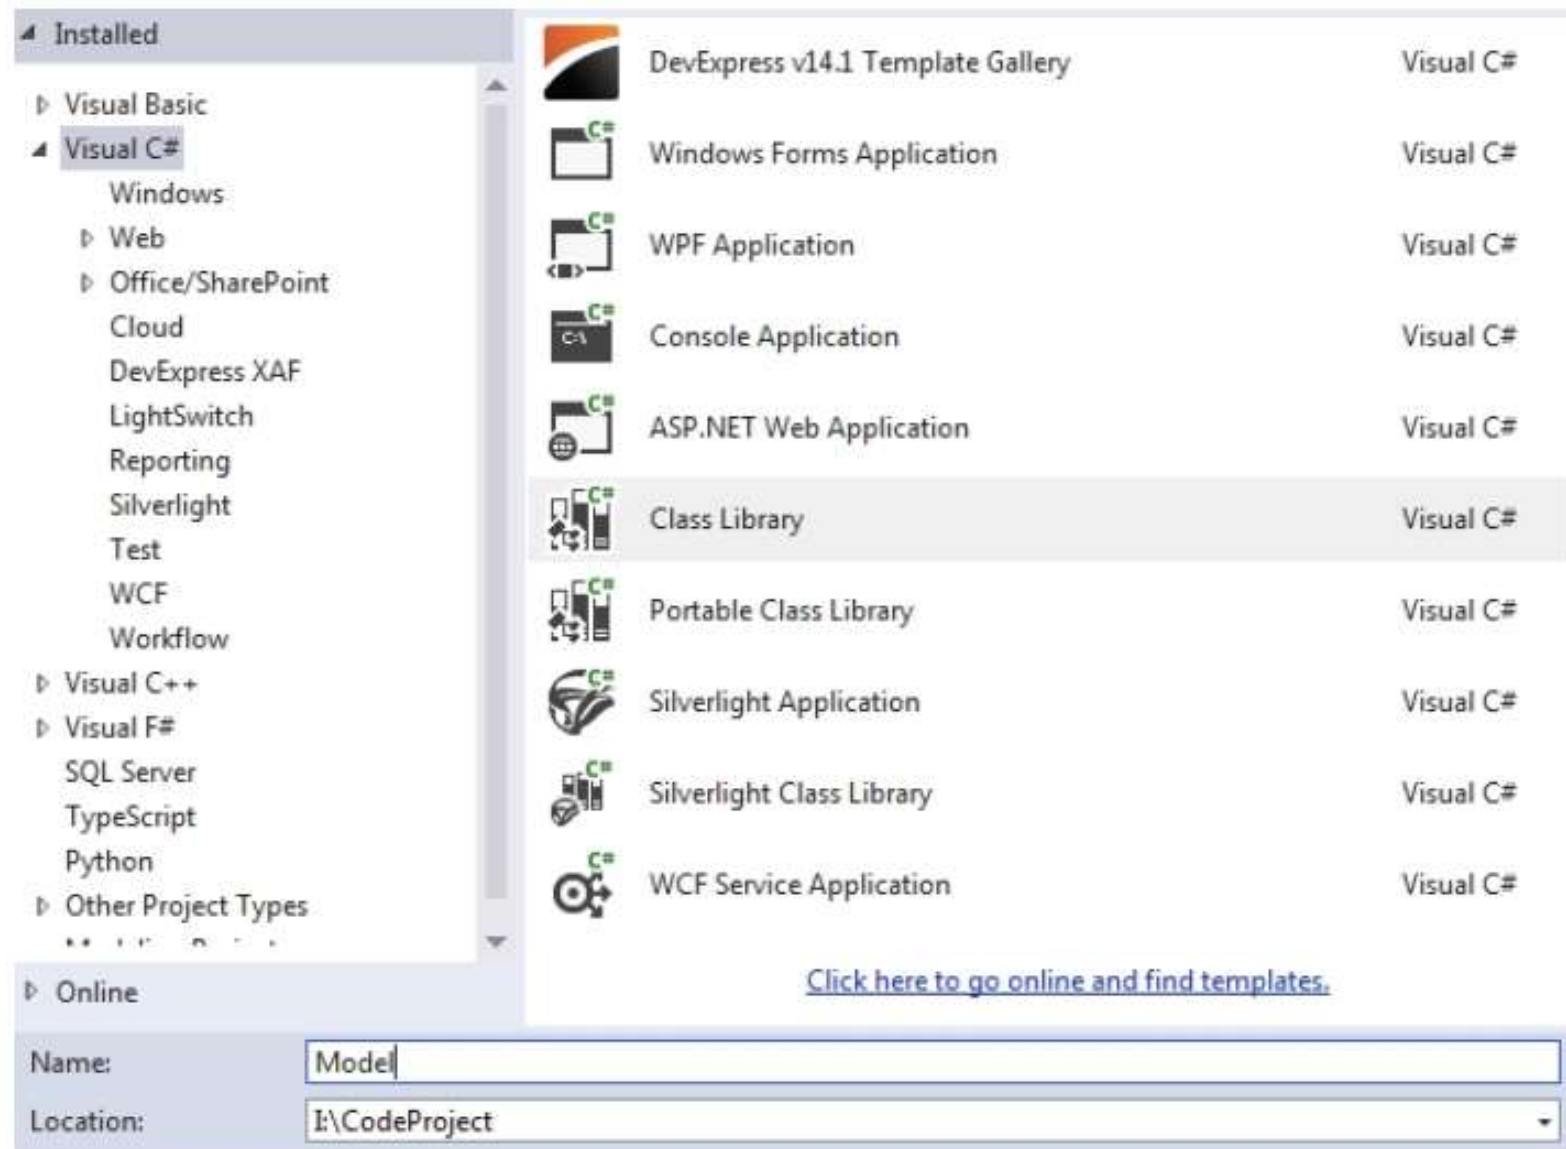 Installed
Visual Basic
Visual C#
Windows
Web
Office/SharePoint
Cloud
DevExpress XAF
LightSwitch
Reporting
Silverlight
Test
WCF
Workflow
Visual C++
Visual F#
SQL Server
TypeScript
Python
Other Project Types
Online
DevExpress v14.1 Template Gallery Visual C#
C# Windows Forms Application Visual C#
C# WPF Application Visual C#
C# C:\ Console Application Visual C#
C# ASP.NET Web Application Visual C#
C# Class Library Visual C#
C# Portable Class Library Visual C#
C# Silverlight Application Visual C#
C# Silverlight Class Library Visual C#
C# WCF Service Application Visual C#
Click here to go online and find templates.
Name: Model
Location: I:\CodeProject